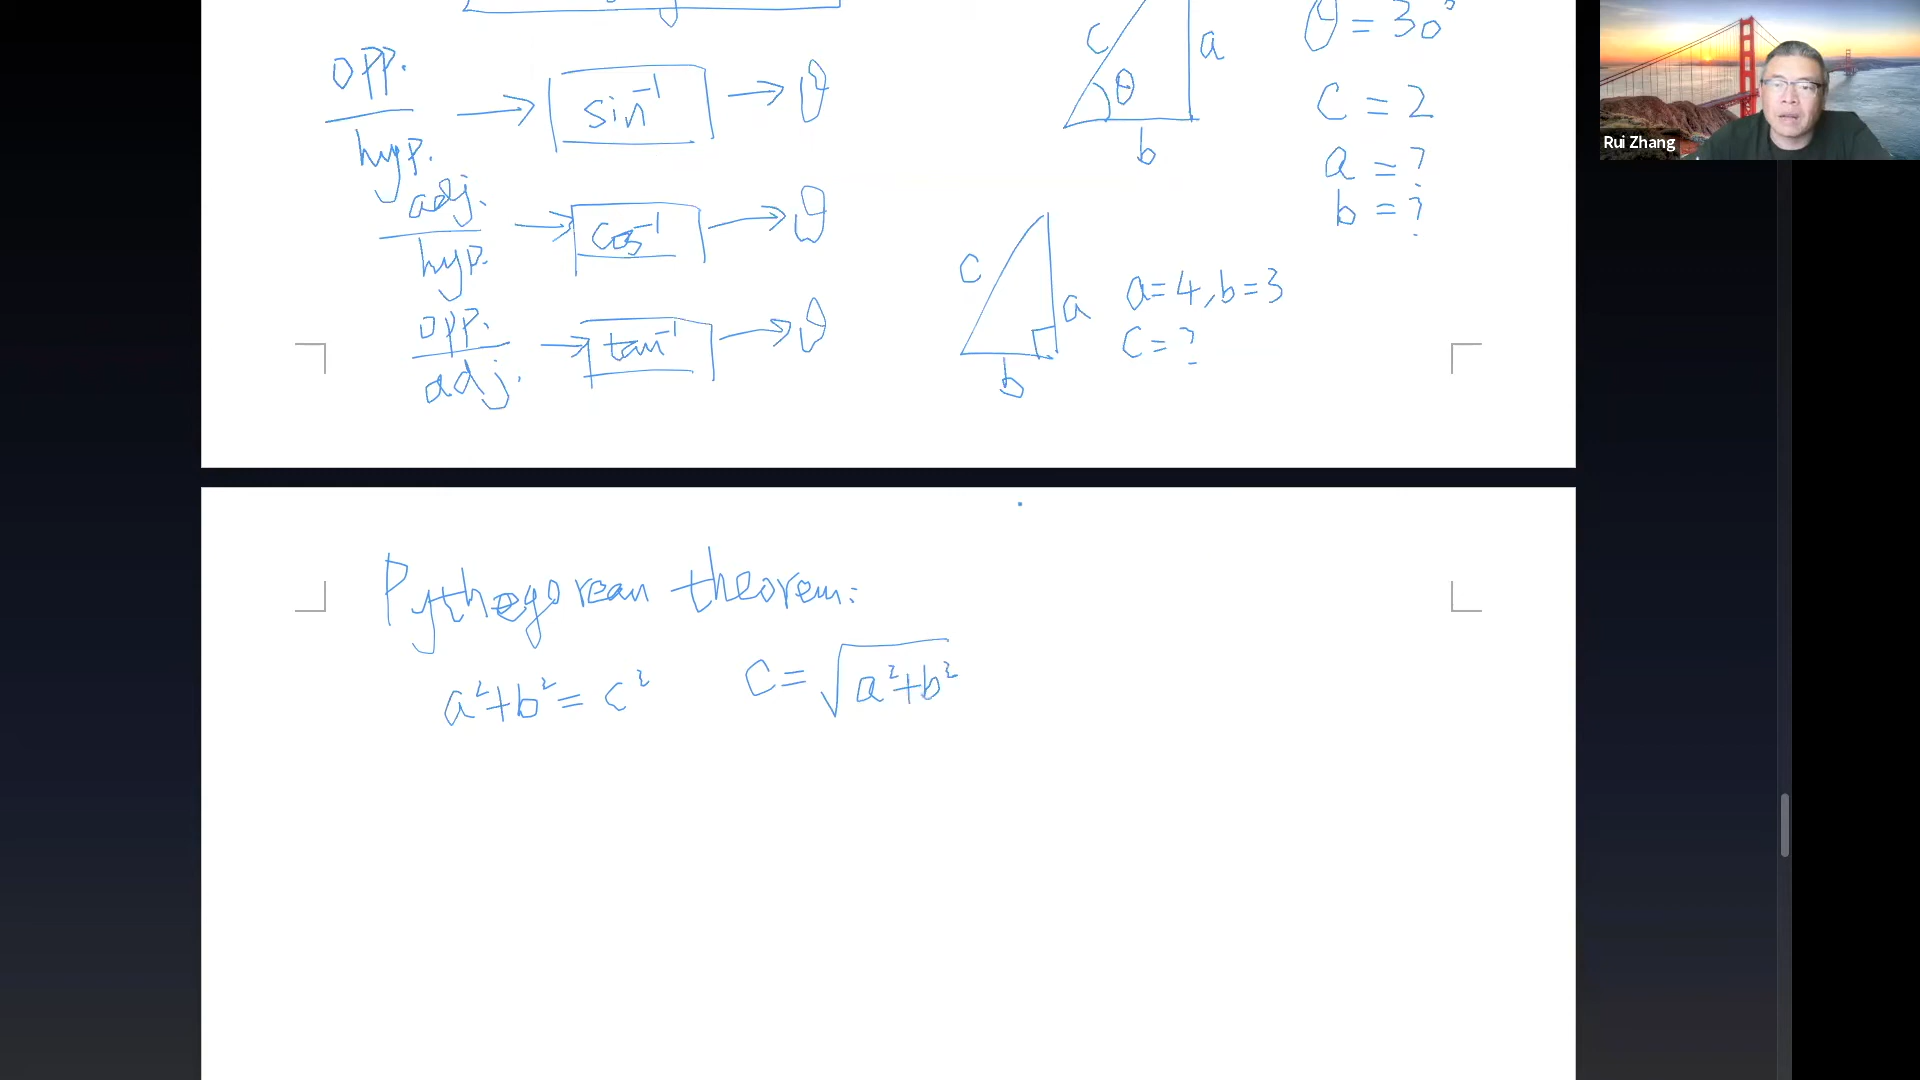 opp.
hyp.
sin⁻¹
θ
adj.
hyp.
cos⁻¹
θ
opp.
adj.
tan⁻¹
θ
c
a
θ
b
θ = 30°
c = 2
a = ?
b = ?
c
a
b
a = 4, b = 3
c = ?
Pythegorean theorem:
a² + b² = c²
c = √(a² + b²)
Rui Zhang